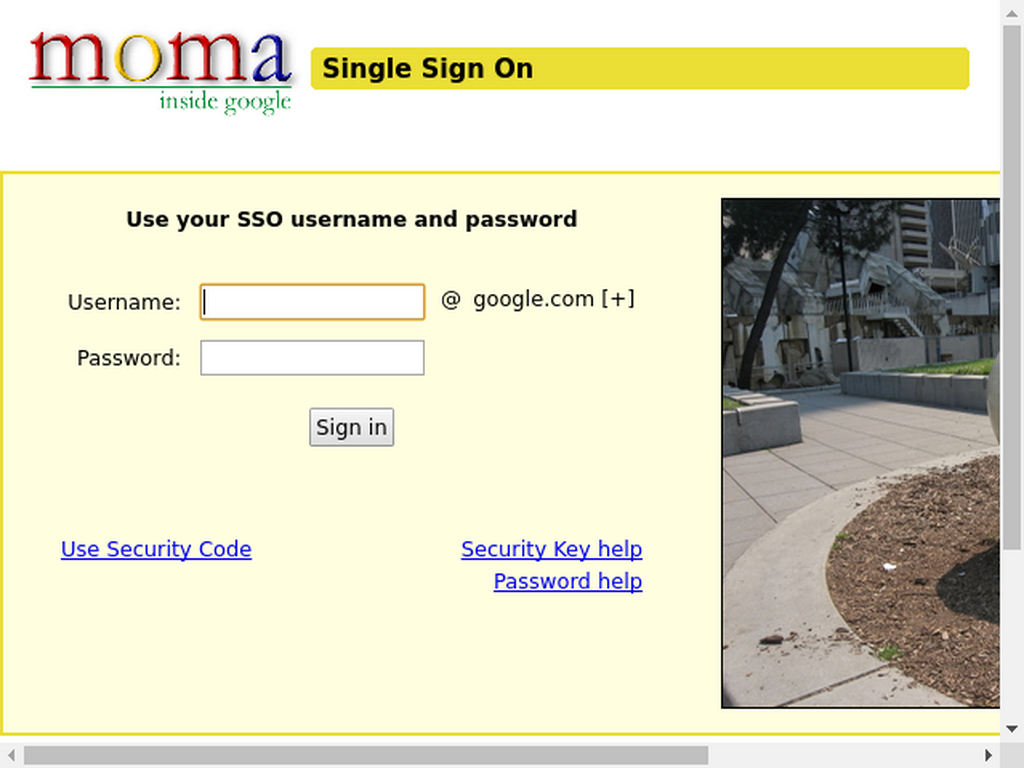 moma
inside google
Single Sign On
Use your SSO username and password
Username: @ google.com [+]
Password:
Sign in
Use Security Code Security Key help
Password help